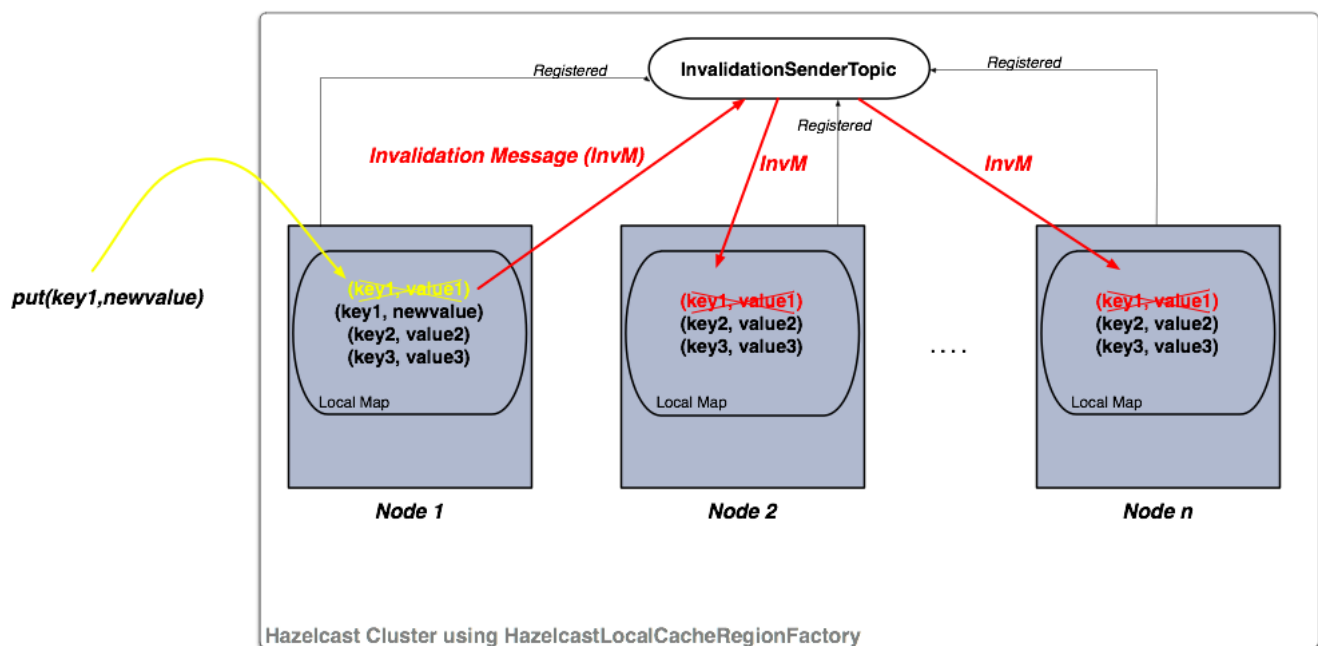 InvalidationSenderTopic
Registered
Registered
Registered
Invalidation Message (InvM)
InvM
InvM
put(key1,newvalue)
(key1, value1)
(key1, newvalue)
(key2, value2)
(key3, value3)
Local Map
Node 1
(key1, value1)
(key2, value2)
(key3, value3)
Local Map
Node 2
....
(key1, value1)
(key2, value2)
(key3, value3)
Local Map
Node n
Hazelcast Cluster using HazelcastLocalCacheRegionFactory